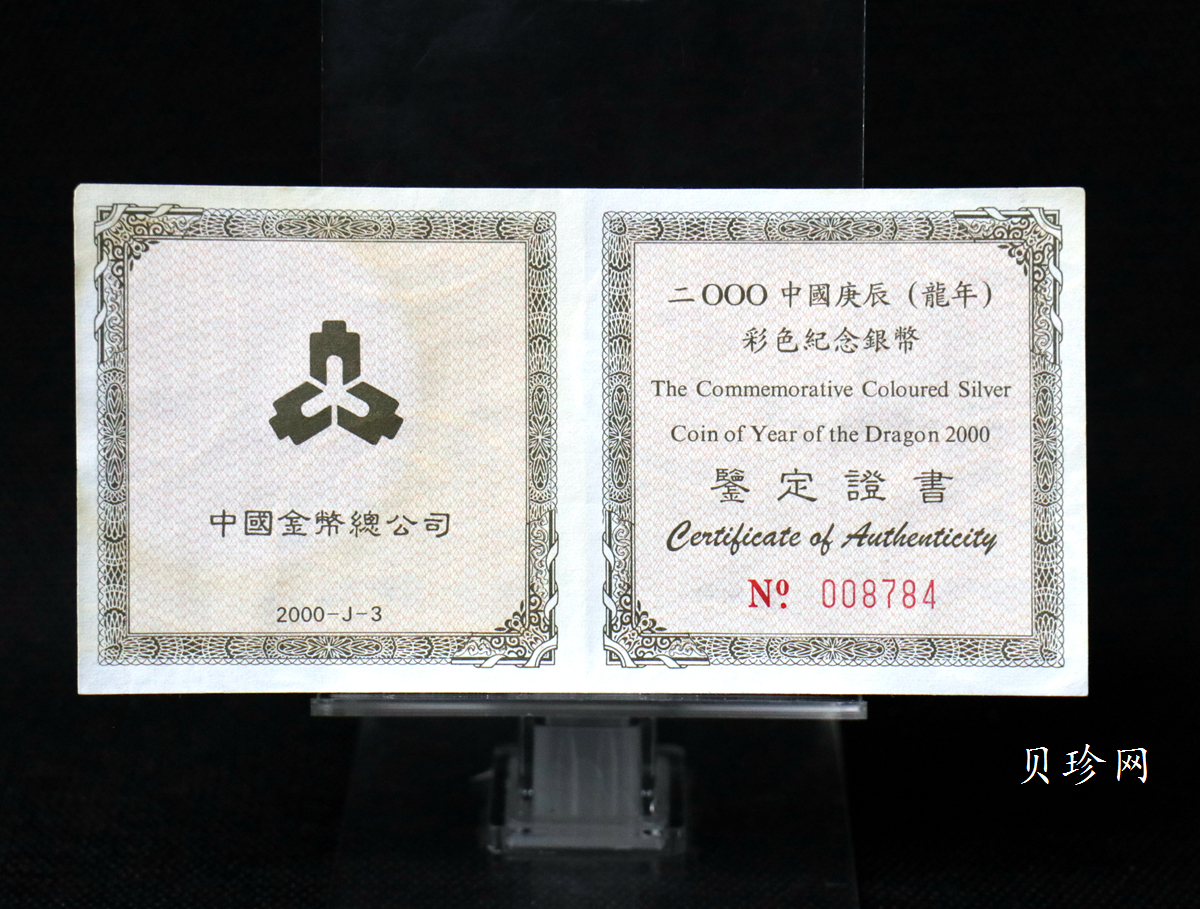 中國金幣總公司
2000-J-3
二OOO 中國庚辰（龍年）
彩色紀念銀幣
The Commemorative Coloured Silver
Coin of Year of the Dragon 2000
鑒定證書
Certificate of Authenticity
Nº 008784
贝珍网